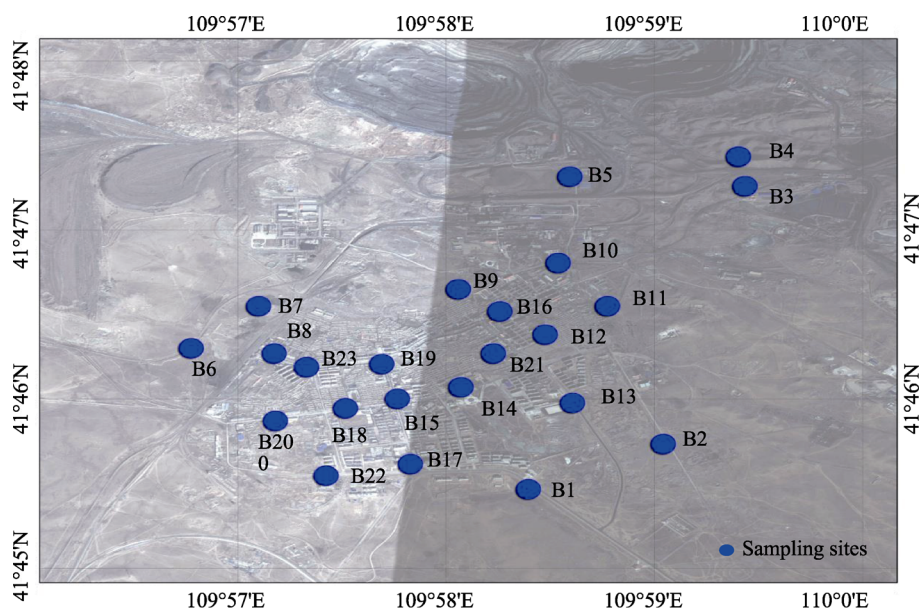 109°57'E 109°58'E 109°59'E 110°0'E
41°48'N
B4
B5
B3
41°47'N 41°47'N
B10
B9
B7 B16 B11
B8 B12
B6 B23 B19 B21
41°46'N 41°46'N
B14 B13
B15
B18
B20
0
B2
B17
B22
B1
Sampling sites
41°45'N
109°57'E 109°58'E 109°59'E 110°0'E